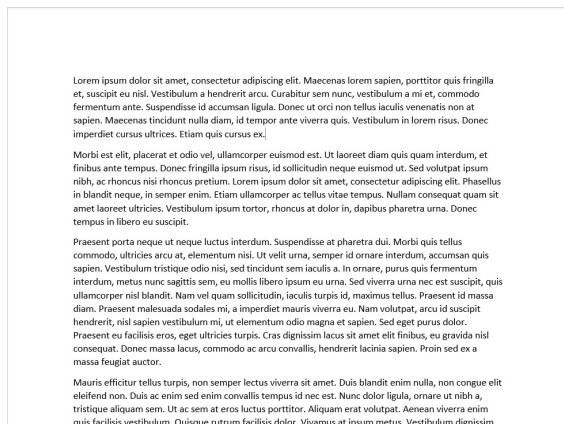 Lorem ipsum dolor sit amet, consectetur adipiscing elit. Maecenas lorem sapien, porttitor quis fringilla
et, suscipit eu nisl. Vestibulum a hendrerit arcu. Curabitur sem nunc, vestibulum a mi et, commodo
fermentum ante. Suspendisse id accumsan ligula. Donec ut orci non tellus iaculis venenatis non at
sapien. Maecenas tincidunt nulla diam, id tempor ante viverra quis. Vestibulum in lorem risus. Donec
imperdiet cursus ultrices. Etiam quis cursus ex.
Morbi est elit, placerat et odio vel, ullamcorper euismod est. Ut laoreet diam quis quam interdum, et
finibus ante tempus. Donec fringilla ipsum risus, id sollicitudin neque euismod ut. Sed volutpat ipsum
nibh, ac rhoncus nisi rhoncus pretium. Lorem ipsum dolor sit amet, consectetur adipiscing elit. Phasellus
in blandit neque, in semper enim. Etiam ullamcorper ac tellus vitae tempus. Nullam consequat quam sit
amet laoreet ultricies. Vestibulum ipsum tortor, rhoncus at dolor in, dapibus pharetra urna. Donec
tempus in libero eu suscipit.
Praesent porta neque ut neque luctus interdum. Suspendisse at pharetra dui. Morbi quis tellus
commodo, ultricies arcu at, elementum nisi. Ut velit urna, semper id ornare interdum, accumsan quis
sapien. Vestibulum tristique odio nisi, sed tincidunt sem iaculis a. In ornare, purus quis fermentum
interdum, metus nunc sagittis sem, eu mollis libero ipsum eu urna. Sed viverra urna nec est suscipit, quis
ullamcorper nisl blandit. Nam vel quam sollicitudin, iaculis turpis id, maximus tellus. Praesent id massa
diam. Praesent malesuada sodales mi, a imperdiet mauris viverra eu. Nam volutpat, arcu id suscipit
hendrerit, nisl sapien vestibulum mi, ut elementum odio magna et sapien. Sed eget purus dolor.
Praesent eu facilisis eros, eget ultricies turpis. Cras dignissim lacus sit amet elit finibus, eu gravida nisl
consequat. Donec massa lacus, commodo ac arcu convallis, hendrerit lacinia sapien. Proin sed ex a
massa feugiat auctor.
Mauris efficitur tellus turpis, non semper lectus viverra sit amet. Duis blandit enim nulla, non congue elit
eleifend non. Duis ac enim sed enim convallis tempus id nec est. Nunc dolor ligula, ornare ut nibh a,
tristique aliquam sem. Ut ac sem at eros luctus porttitor. Aliquam erat volutpat. Aenean viverra enim
quis facilisis vestibulum. Quisque rutrum facilisis dolor. Vivamus at ipsum metus. Vestibulum dignissim